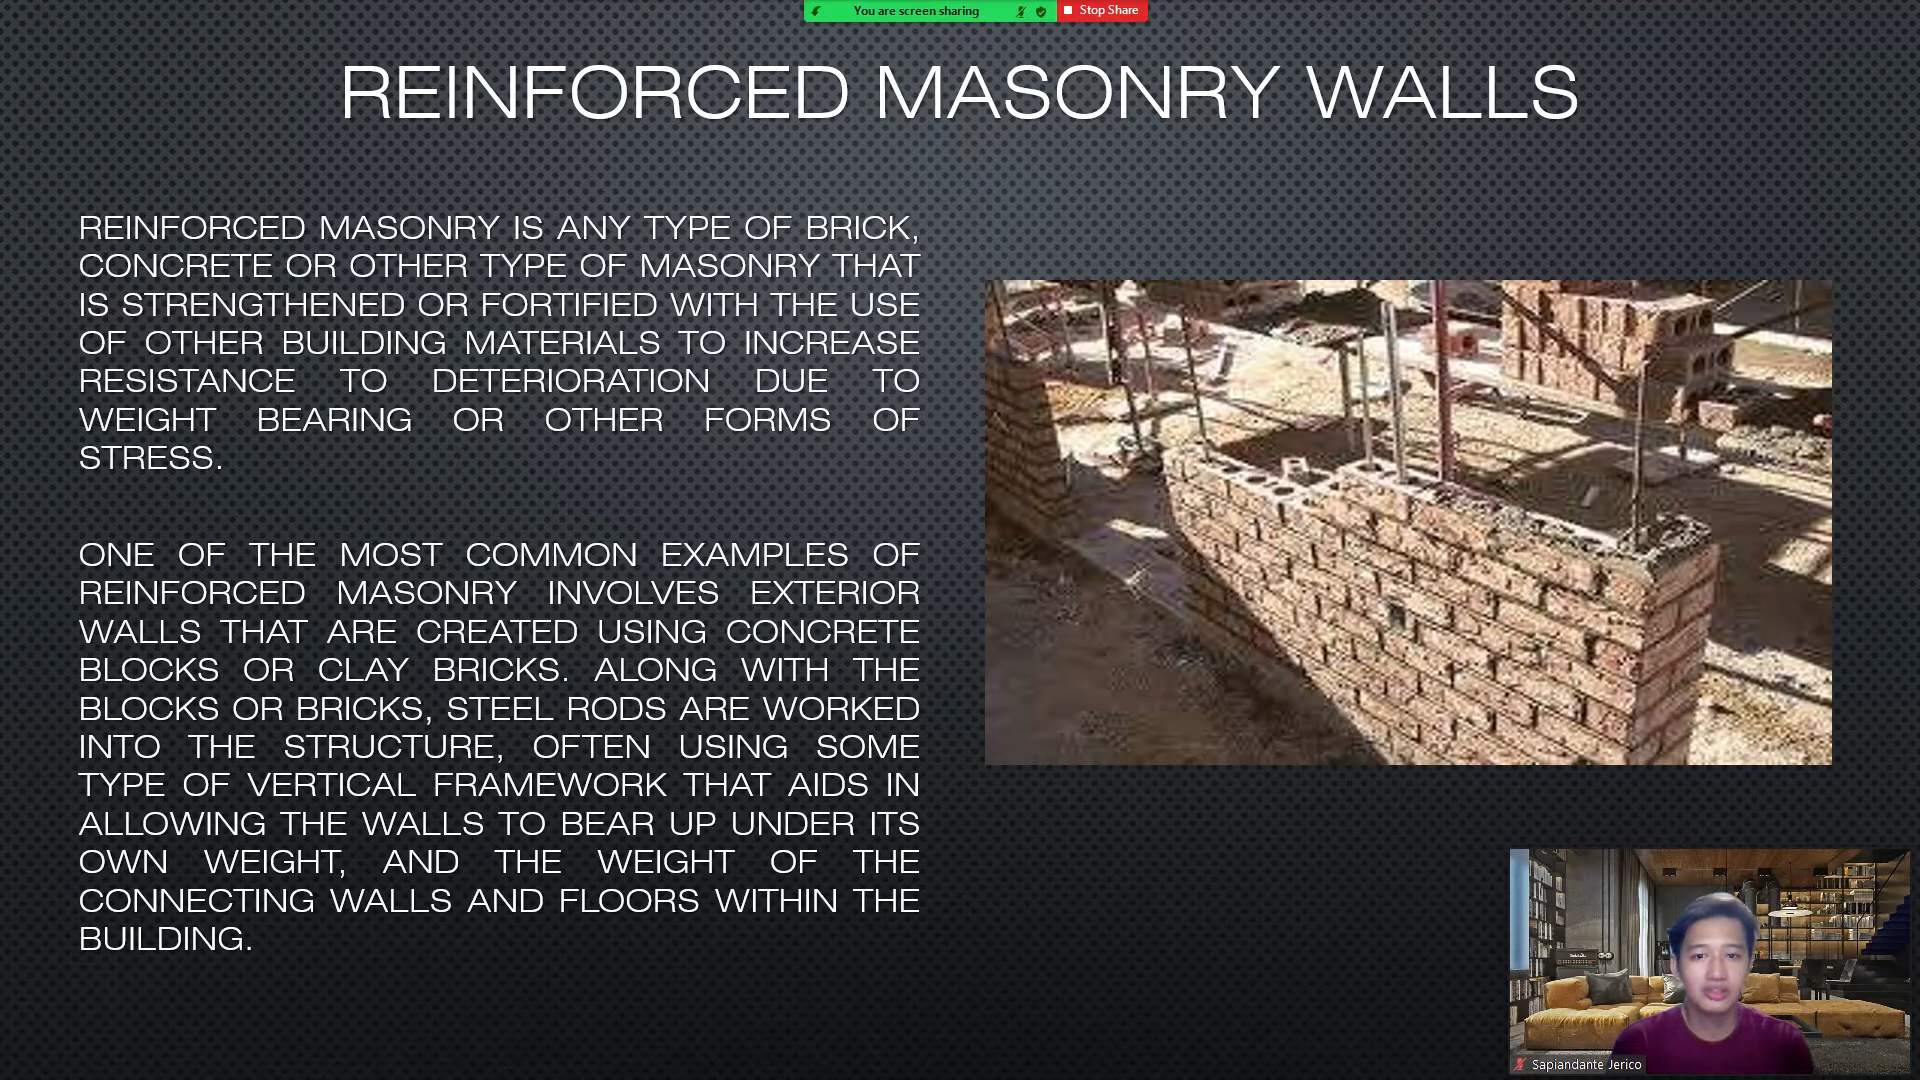 You are screen sharing
Stop Share
REINFORCED MASONRY WALLS
REINFORCED MASONRY IS ANY TYPE OF BRICK,
CONCRETE OR OTHER TYPE OF MASONRY THAT
IS STRENGTHENED OR FORTIFIED WITH THE USE
OF OTHER BUILDING MATERIALS TO INCREASE
RESISTANCE TO DETERIORATION DUE TO
WEIGHT BEARING OR OTHER FORMS OF
STRESS.
ONE OF THE MOST COMMON EXAMPLES OF
REINFORCED MASONRY INVOLVES EXTERIOR
WALLS THAT ARE CREATED USING CONCRETE
BLOCKS OR CLAY BRICKS. ALONG WITH THE
BLOCKS OR BRICKS, STEEL RODS ARE WORKED
INTO THE STRUCTURE, OFTEN USING SOME
TYPE OF VERTICAL FRAMEWORK THAT AIDS IN
ALLOWING THE WALLS TO BEAR UP UNDER ITS
OWN WEIGHT, AND THE WEIGHT OF THE
CONNECTING WALLS AND FLOORS WITHIN THE
BUILDING.
Sapiandante Jerico